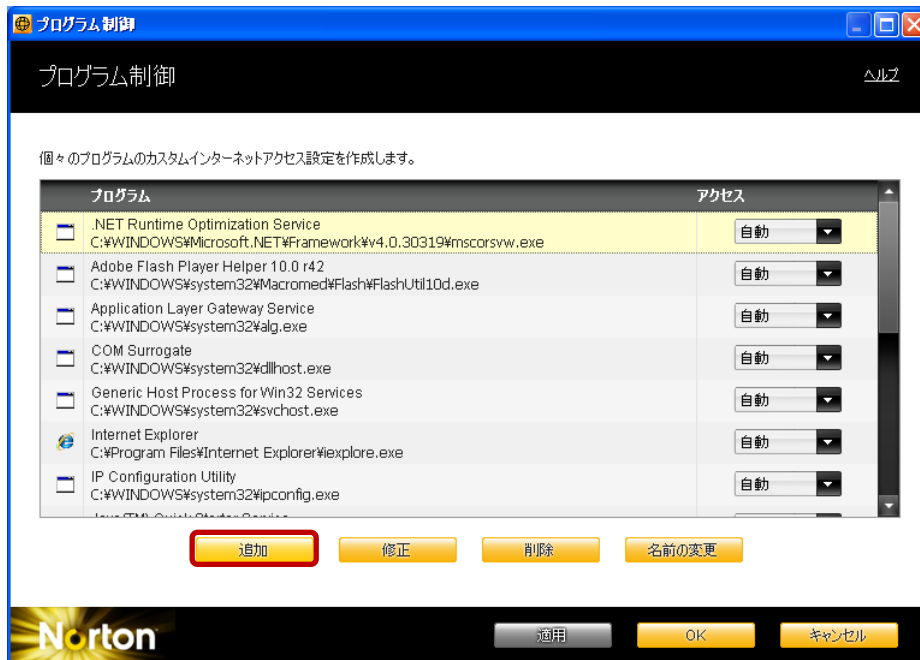 プログラム制御
プログラム制御
ヘルプ
個々のプログラムのカスタムインターネットアクセス設定を作成します。
プログラム アクセス
.NET Runtime Optimization Service
C:¥WINDOWS¥Microsoft.NET¥Framework¥v4.0.30319¥mscorsvw.exe
自動
Adobe Flash Player Helper 10.0 r42
C:¥WINDOWS¥system32¥Macromed¥Flash¥FlashUtil10d.exe
自動
Application Layer Gateway Service
C:¥WINDOWS¥system32¥alg.exe
自動
COM Surrogate
C:¥WINDOWS¥system32¥dllhost.exe
自動
Generic Host Process for Win32 Services
C:¥WINDOWS¥system32¥svchost.exe
自動
Internet Explorer
C:¥Program Files¥Internet Explorer¥iexplore.exe
自動
IP Configuration Utility
C:¥WINDOWS¥system32¥ipconfig.exe
自動
Java(TM) Quick Starter Service
追加 修正 削除 名前の変更
Norton 適用 OK キャンセル